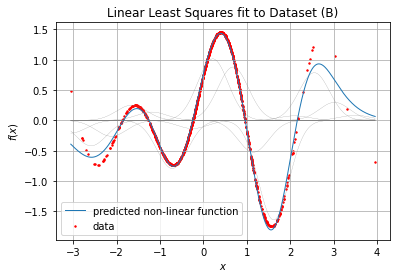 Linear Least Squares fit to Dataset (B)
1.5
1.0
0.5
0.0
−0.5
−1.0
−1.5
f(x)
predicted non-linear function
data
−3 −2 −1 0 1 2 3 4
x